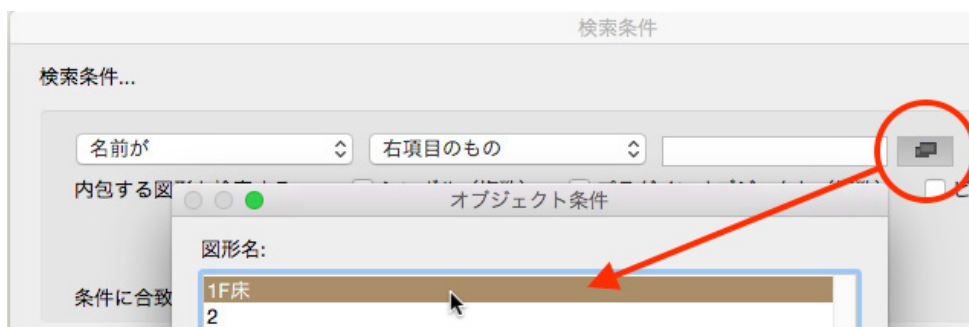 検索条件
検索条件...
名前が 右項目のもの
内包する図
オブジェクト条件
図形名:
条件に合致
1F床
2